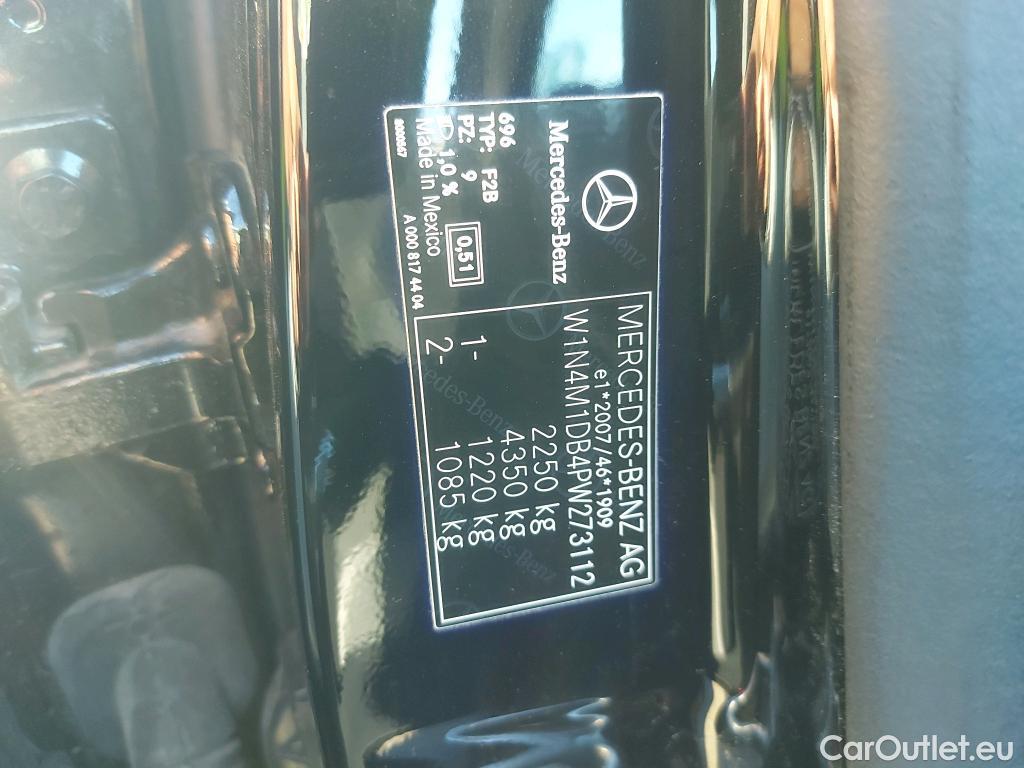 Mercedes-Benz
696
TYP: F2B
PZ: 9
D 1,0 %
0,51
Made in Mexico
800057
A 000 817 44 04
MERCEDES-BENZ AG
e1*2007/46*1909
W1N4M1DB4PW273112
2250 kg
4350 kg
1- 1220 kg
2- 1085 kg
CarOutlet.eu